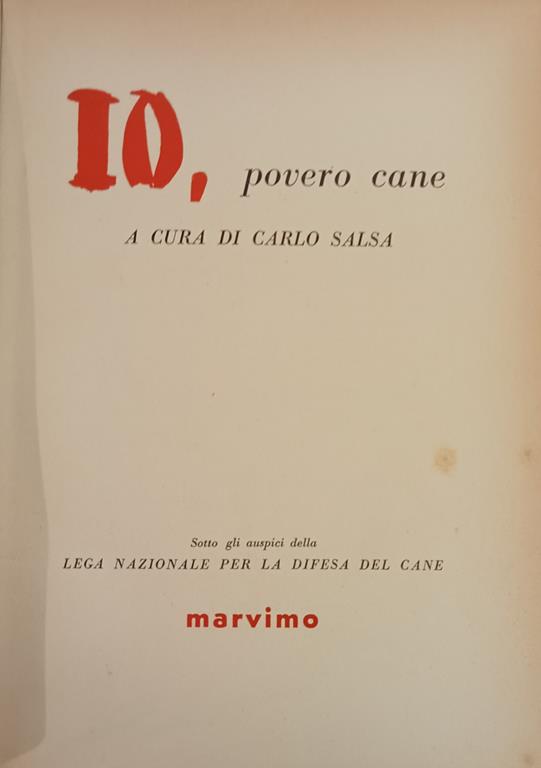 IO, povero cane
A CURA DI CARLO SALSA
Sotto gli auspici della
LEGA NAZIONALE PER LA DIFESA DEL CANE
marvimo